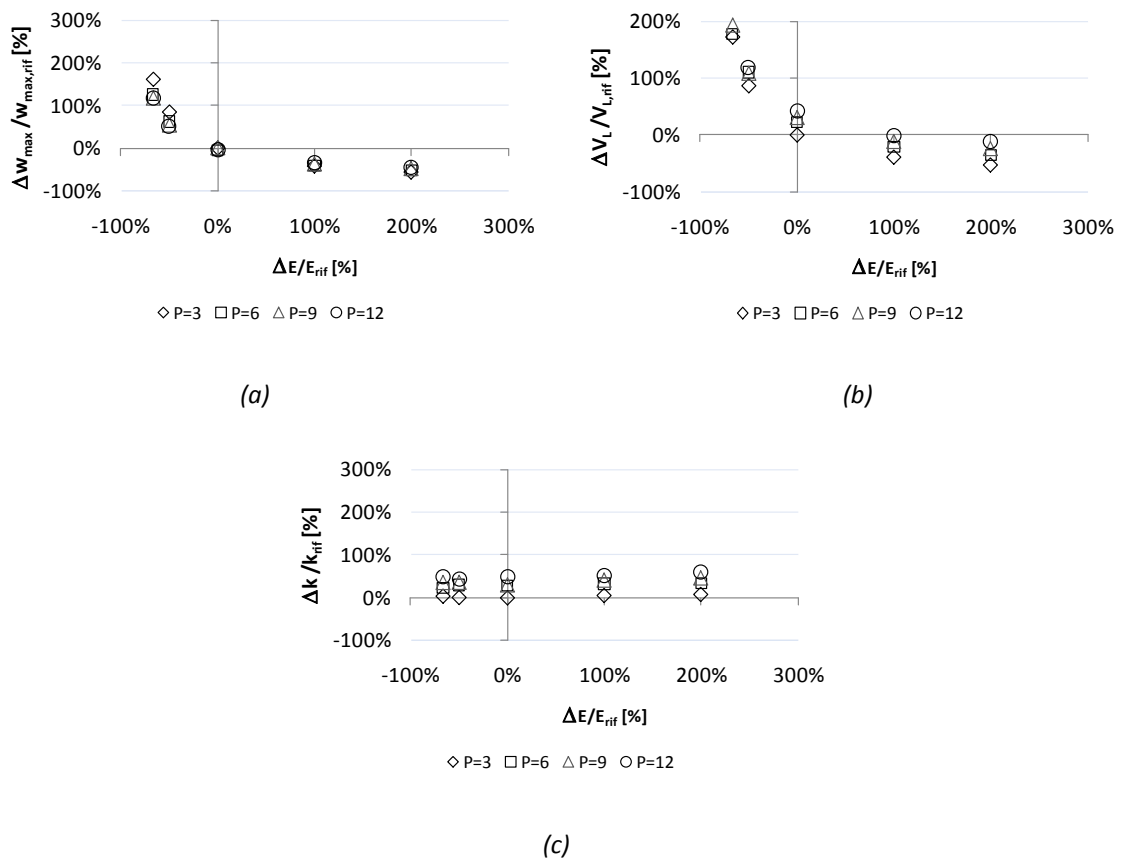 Δw_max /w_max,rif [%]
300%
200%
100%
0%
-100%
-100% 0% 100% 200% 300%
ΔE/E_rif [%]
P=3 P=6 P=9 P=12
(a)
ΔV_L/V_L,rif [%]
200%
100%
0%
-100%
-100% 0% 100% 200% 300%
ΔE/E_rif [%]
P=3 P=6 P=9 P=12
(b)
Δk /k_rif [%]
300%
200%
100%
0%
-100%
-100% 0% 100% 200% 300%
ΔE/E_rif [%]
P=3 P=6 P=9 P=12
(c)